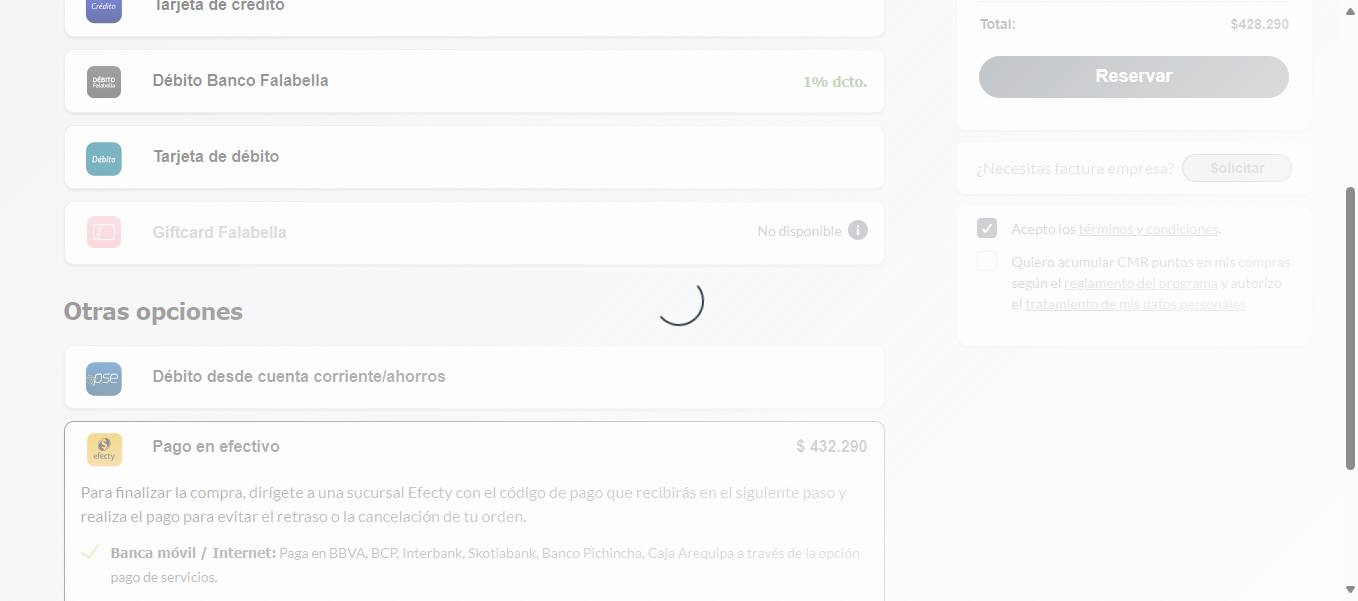 Crédito
Tarjeta de crédito
DÉBITO
Falabella
Débito Banco Falabella
1% dcto.
Débito
Tarjeta de débito
Giftcard Falabella
No disponible
i
Otras opciones
pse
Débito desde cuenta corriente/ahorros
efecty
Pago en efectivo
$ 432.290
Para finalizar la compra, dirígete a una sucursal Efecty con el código de pago que recibirás en el siguiente paso y
realiza el pago para evitar el retraso o la cancelación de tu orden.
Banca móvil / Internet: Paga en BBVA, BCP, Interbank, Skotiabank, Banco Pichincha, Caja Arequipa a través de la opción
pago de servicios.
Total:
$428.290
Reservar
¿Necesitas factura empresa?
Solicitar
Acepto los términos y condiciones.
Quiero acumular CMR puntos en mis compras
según el reglamento del programa y autorizo
el tratamiento de mis datos personales